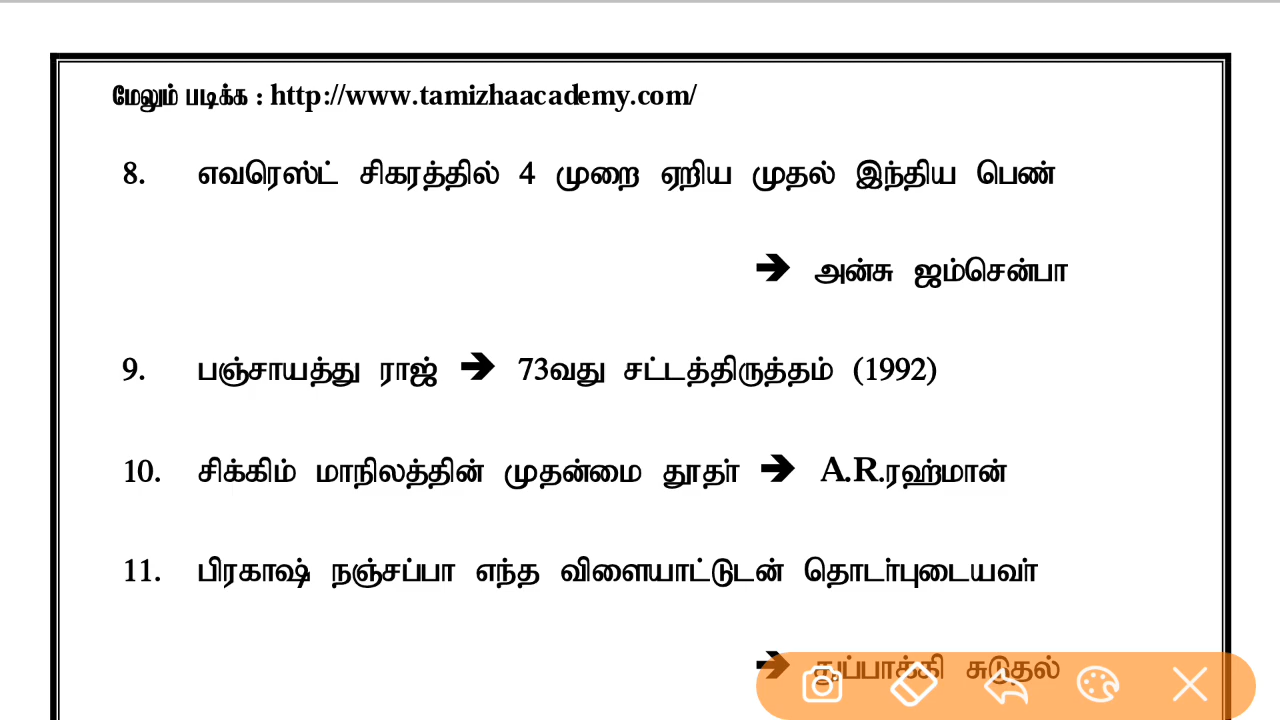 மேலும் படிக்க : http://www.tamizhaacademy.com/
8. எவரெஸ்ட் சிகரத்தில் 4 முறை ஏறிய முதல் இந்திய பெண்
➔ அன்சு ஜம்சென்பா
9. பஞ்சாயத்து ராஜ் ➔ 73வது சட்டத்திருத்தம் (1992)
10. சிக்கிம் மாநிலத்தின் முதன்மை தூதர் ➔ A.R.ரஹ்மான்
11. பிரகாஷ் நஞ்சப்பா எந்த விளையாட்டுடன் தொடர்புடையவர்
➔ துப்பாக்கி சுடுதல்